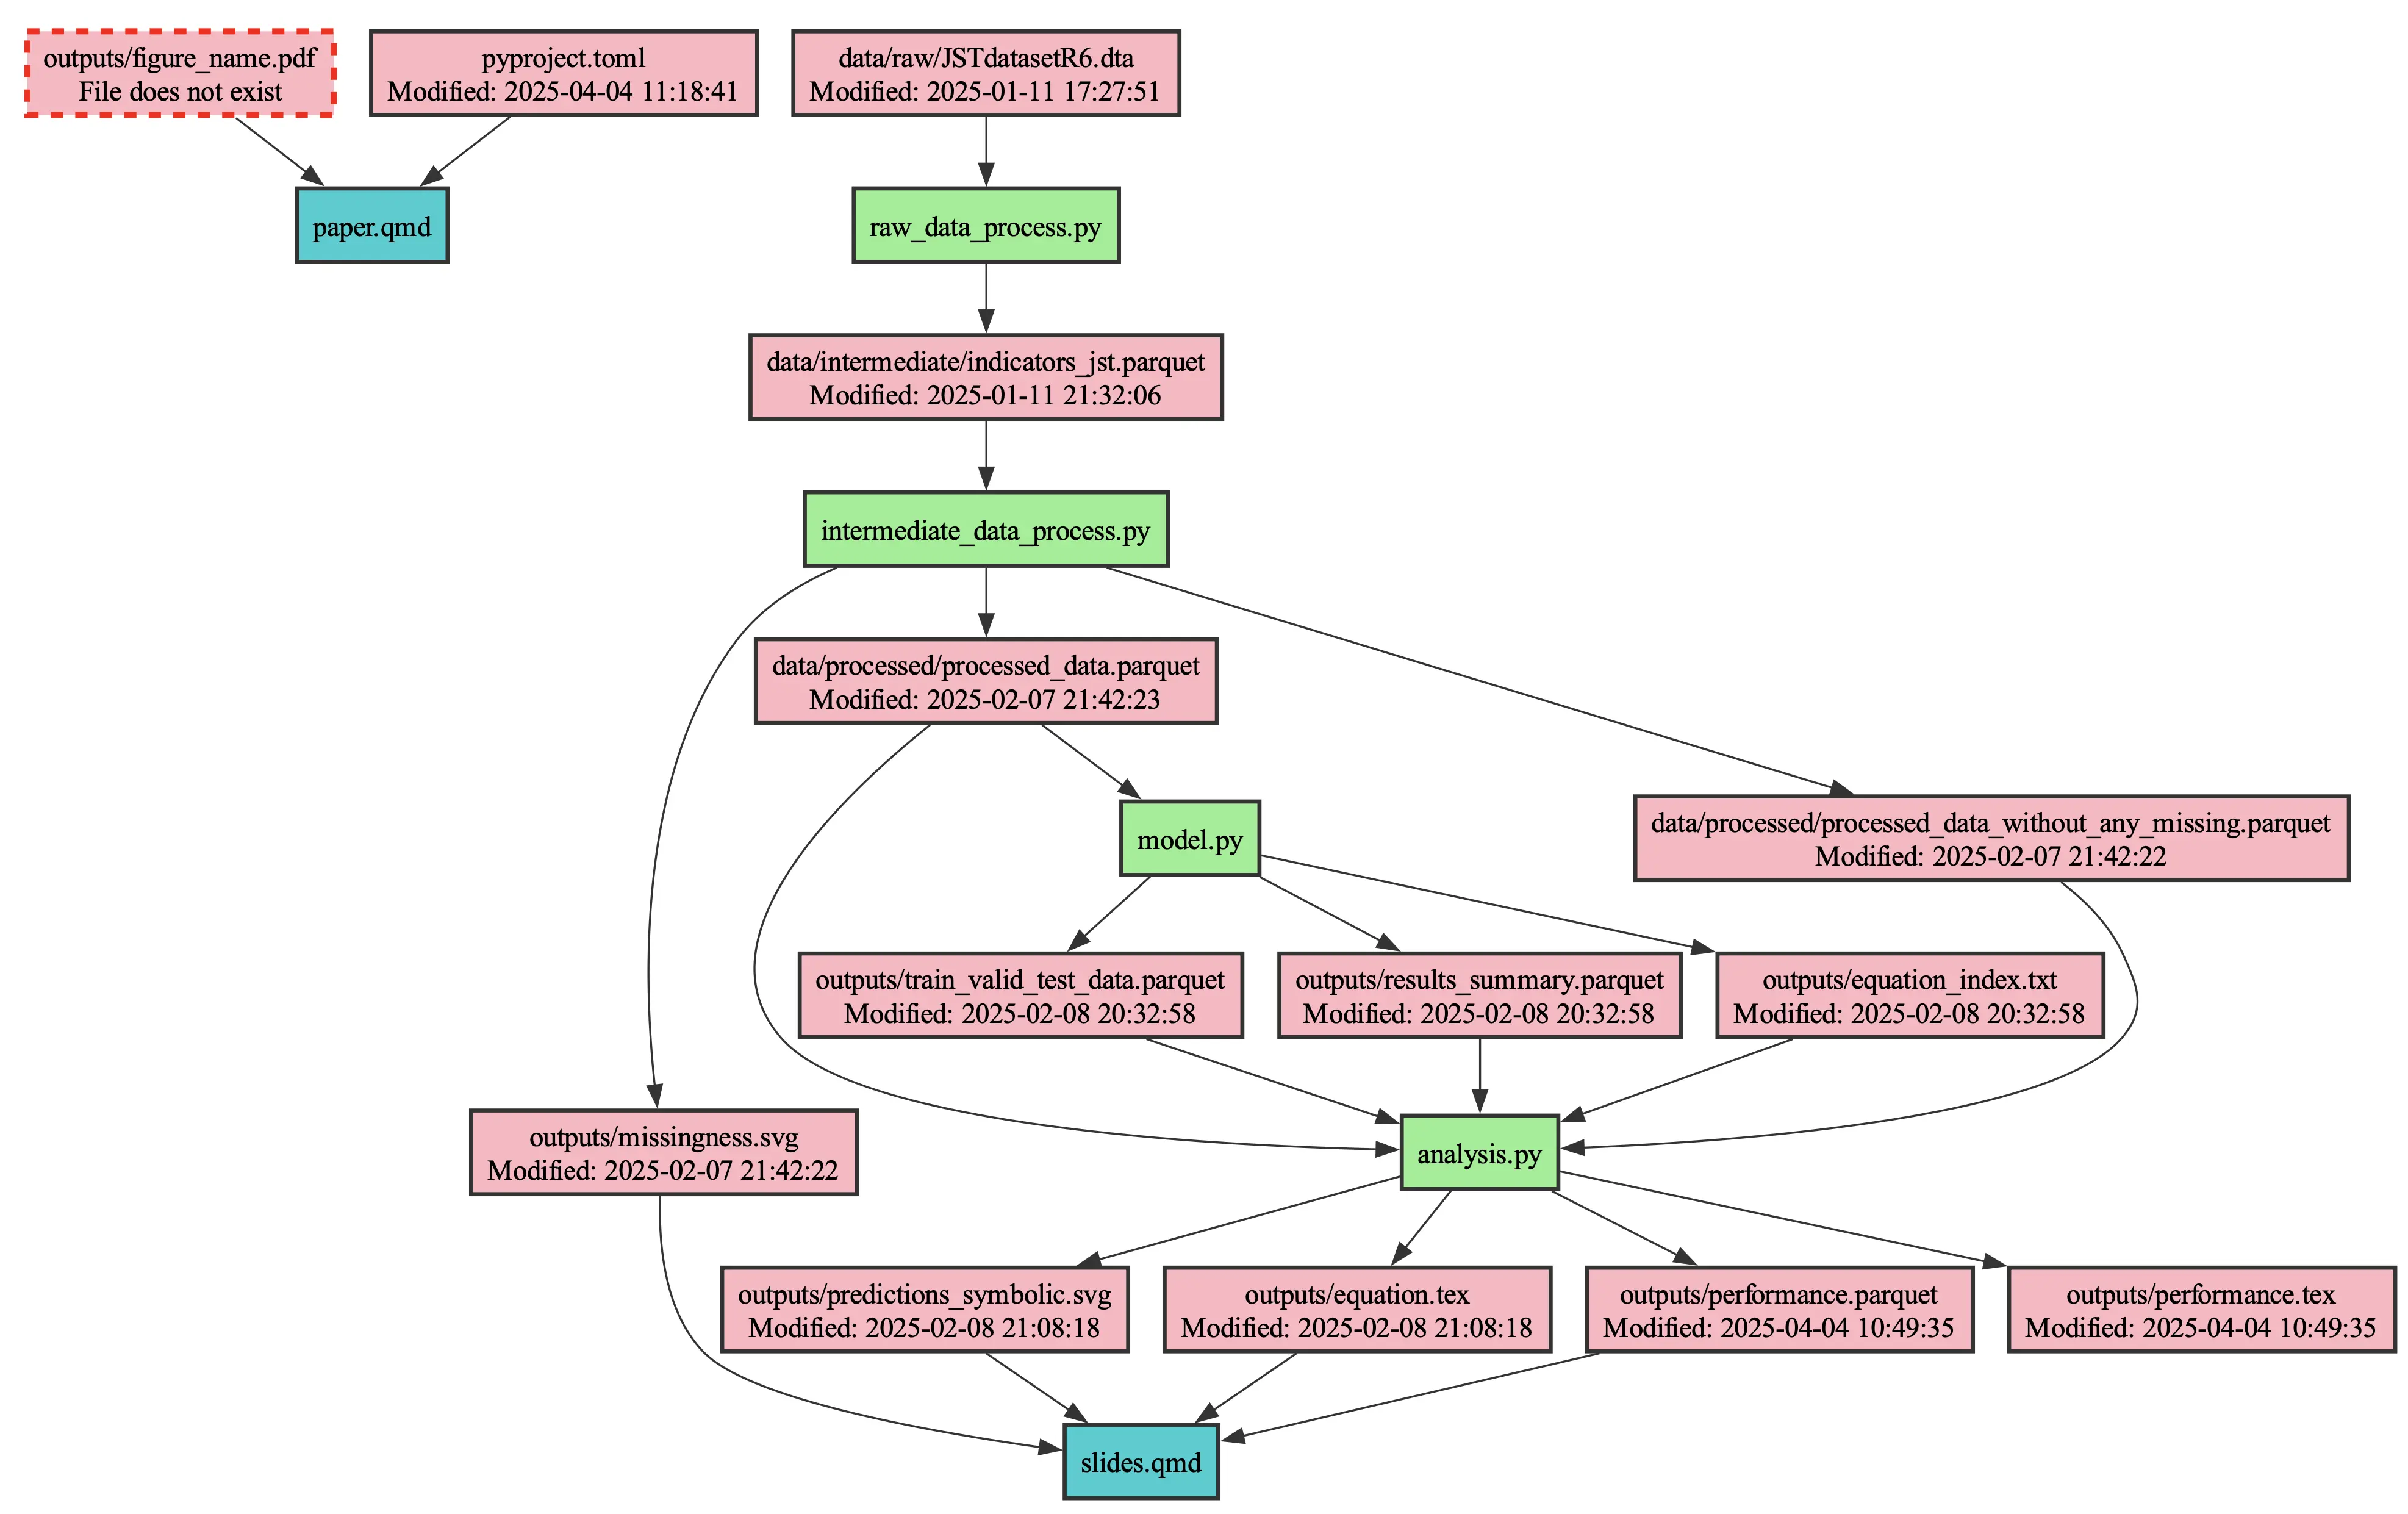 outputs/figure_name.pdf
File does not exist
pyproject.toml
Modified: 2025-04-04 11:18:41
data/raw/JSTdatasetR6.dta
Modified: 2025-01-11 17:27:51
paper.qmd
raw_data_process.py
data/intermediate/indicators_jst.parquet
Modified: 2025-01-11 21:32:06
intermediate_data_process.py
data/processed/processed_data.parquet
Modified: 2025-02-07 21:42:23
model.py
data/processed/processed_data_without_any_missing.parquet
Modified: 2025-02-07 21:42:22
outputs/train_valid_test_data.parquet
Modified: 2025-02-08 20:32:58
outputs/results_summary.parquet
Modified: 2025-02-08 20:32:58
outputs/equation_index.txt
Modified: 2025-02-08 20:32:58
outputs/missingness.svg
Modified: 2025-02-07 21:42:22
analysis.py
outputs/predictions_symbolic.svg
Modified: 2025-02-08 21:08:18
outputs/equation.tex
Modified: 2025-02-08 21:08:18
outputs/performance.parquet
Modified: 2025-04-04 10:49:35
outputs/performance.tex
Modified: 2025-04-04 10:49:35
slides.qmd